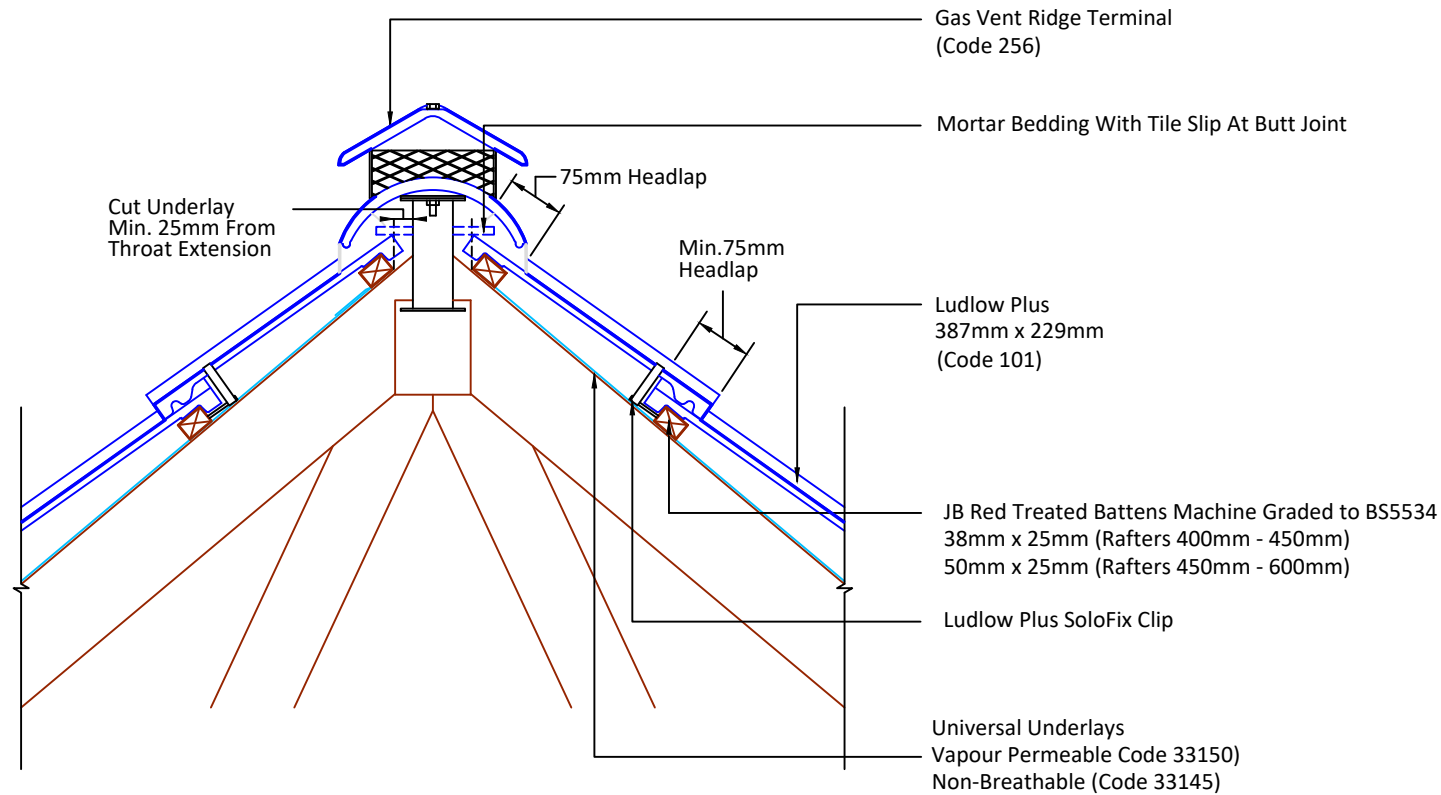 Gas Vent Ridge Terminal
(Code 256)
Mortar Bedding With Tile Slip At Butt Joint
75mm Headlap
Cut Underlay
Min. 25mm From
Throat Extension
Min.75mm
Headlap
Ludlow Plus
387mm x 229mm
(Code 101)
JB Red Treated Battens Machine Graded to BS5534
38mm x 25mm (Rafters 400mm - 450mm)
50mm x 25mm (Rafters 450mm - 600mm)
Ludlow Plus SoloFix Clip
Universal Underlays
Vapour Permeable Code 33150)
Non-Breathable (Code 33145)